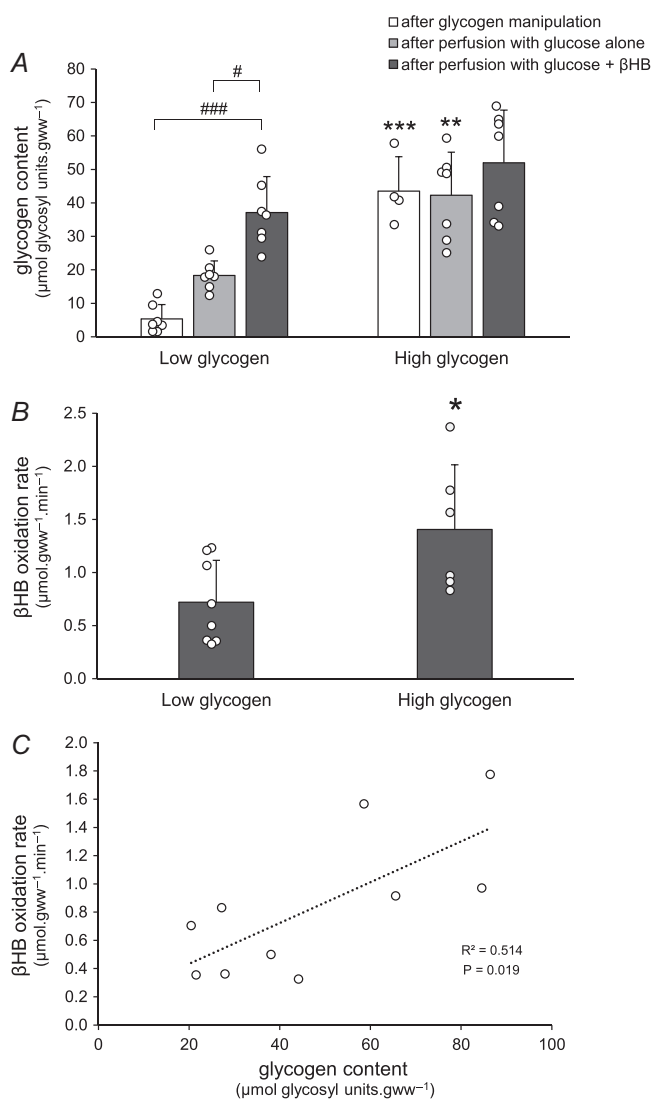 after glycogen manipulation
after perfusion with glucose alone
after perfusion with glucose + βHB
A
glycogen content
(µmol glycosyl units.gww⁻¹)
80
70
60
50
40
30
20
10
0
#
###
***
**
Low glycogen
High glycogen
B
βHB oxidation rate
(µmol.gww⁻¹.min⁻¹)
2.5
2.0
1.5
1.0
0.5
0.0
*
Low glycogen
High glycogen
C
βHB oxidation rate
(µmol.gww⁻¹.min⁻¹)
2.0
1.8
1.6
1.4
1.2
1.0
0.8
0.6
0.4
0.2
0.0
R² = 0.514
P = 0.019
0
20
40
60
80
100
glycogen content
(µmol glycosyl units.gww⁻¹)